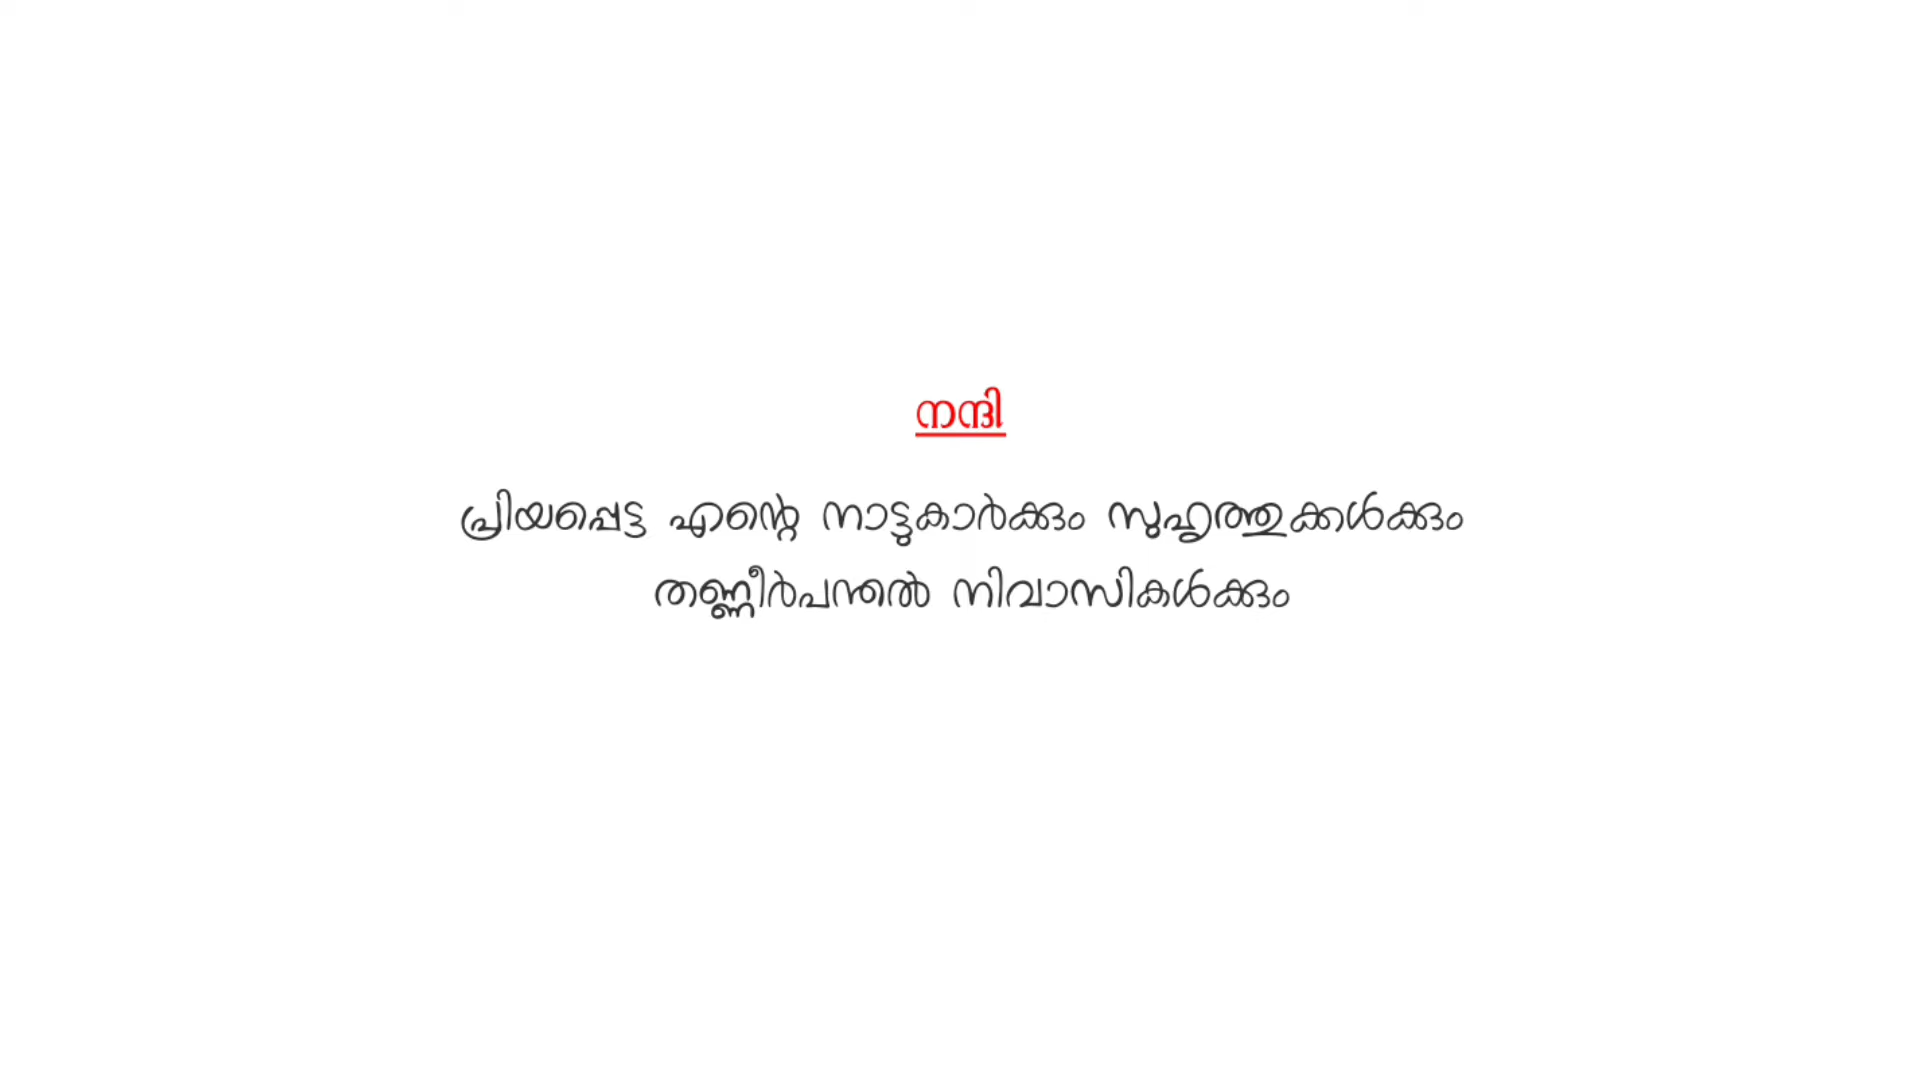 നന്ദി
പ്രിയപ്പെട്ട എന്റെ നാട്ടുകാർക്കും സുഹൃത്തുക്കൾക്കും
തണ്ണീർപന്തൽ നിവാസികൾക്കും